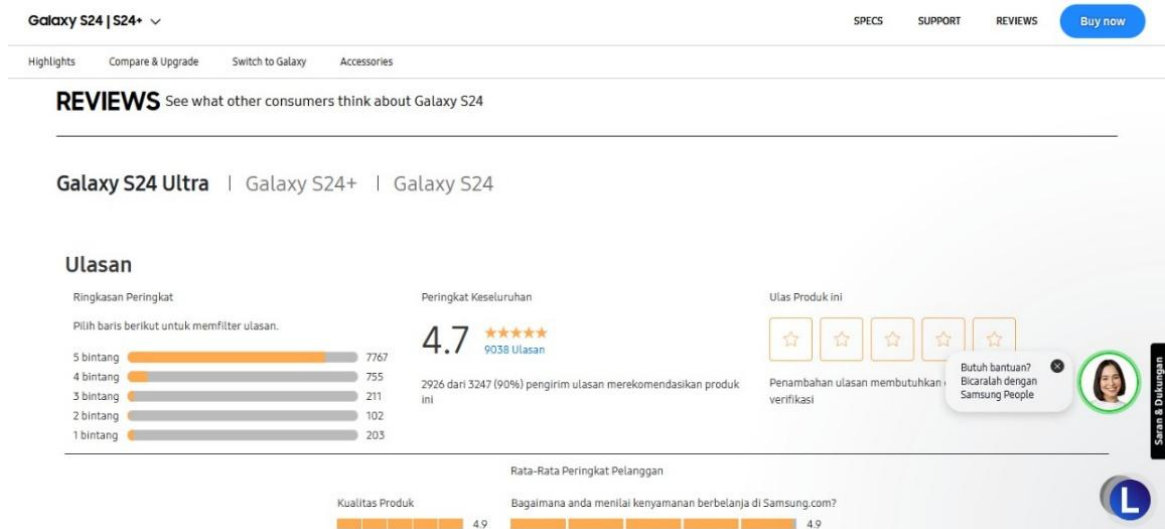 Galaxy S24 | S24+
SPECS SUPPORT REVIEWS Buy now
Highlights Compare & Upgrade Switch to Galaxy Accessories
REVIEWS See what other consumers think about Galaxy S24
Galaxy S24 Ultra | Galaxy S24+ | Galaxy S24
Ulasan
Ringkasan Peringkat
Pilih baris berikut untuk memfilter ulasan.
5 bintang 7767
4 bintang 755
3 bintang 211
2 bintang 102
1 bintang 203
Peringkat Keseluruhan
4.7
9038 Ulasan
2926 dari 3247 (90%) pengirim ulasan merekomendasikan produk
ini
Ulas Produk ini
Penambahan ulasan membutuhkan
verifikasi
Butuh bantuan?
Bicaralah dengan
Samsung People
Saran & Dukungan
Rata-Rata Peringkat Pelanggan
Kualitas Produk
4.9
Bagaimana anda menilai kenyamanan berbelanja di Samsung.com?
4.9
L